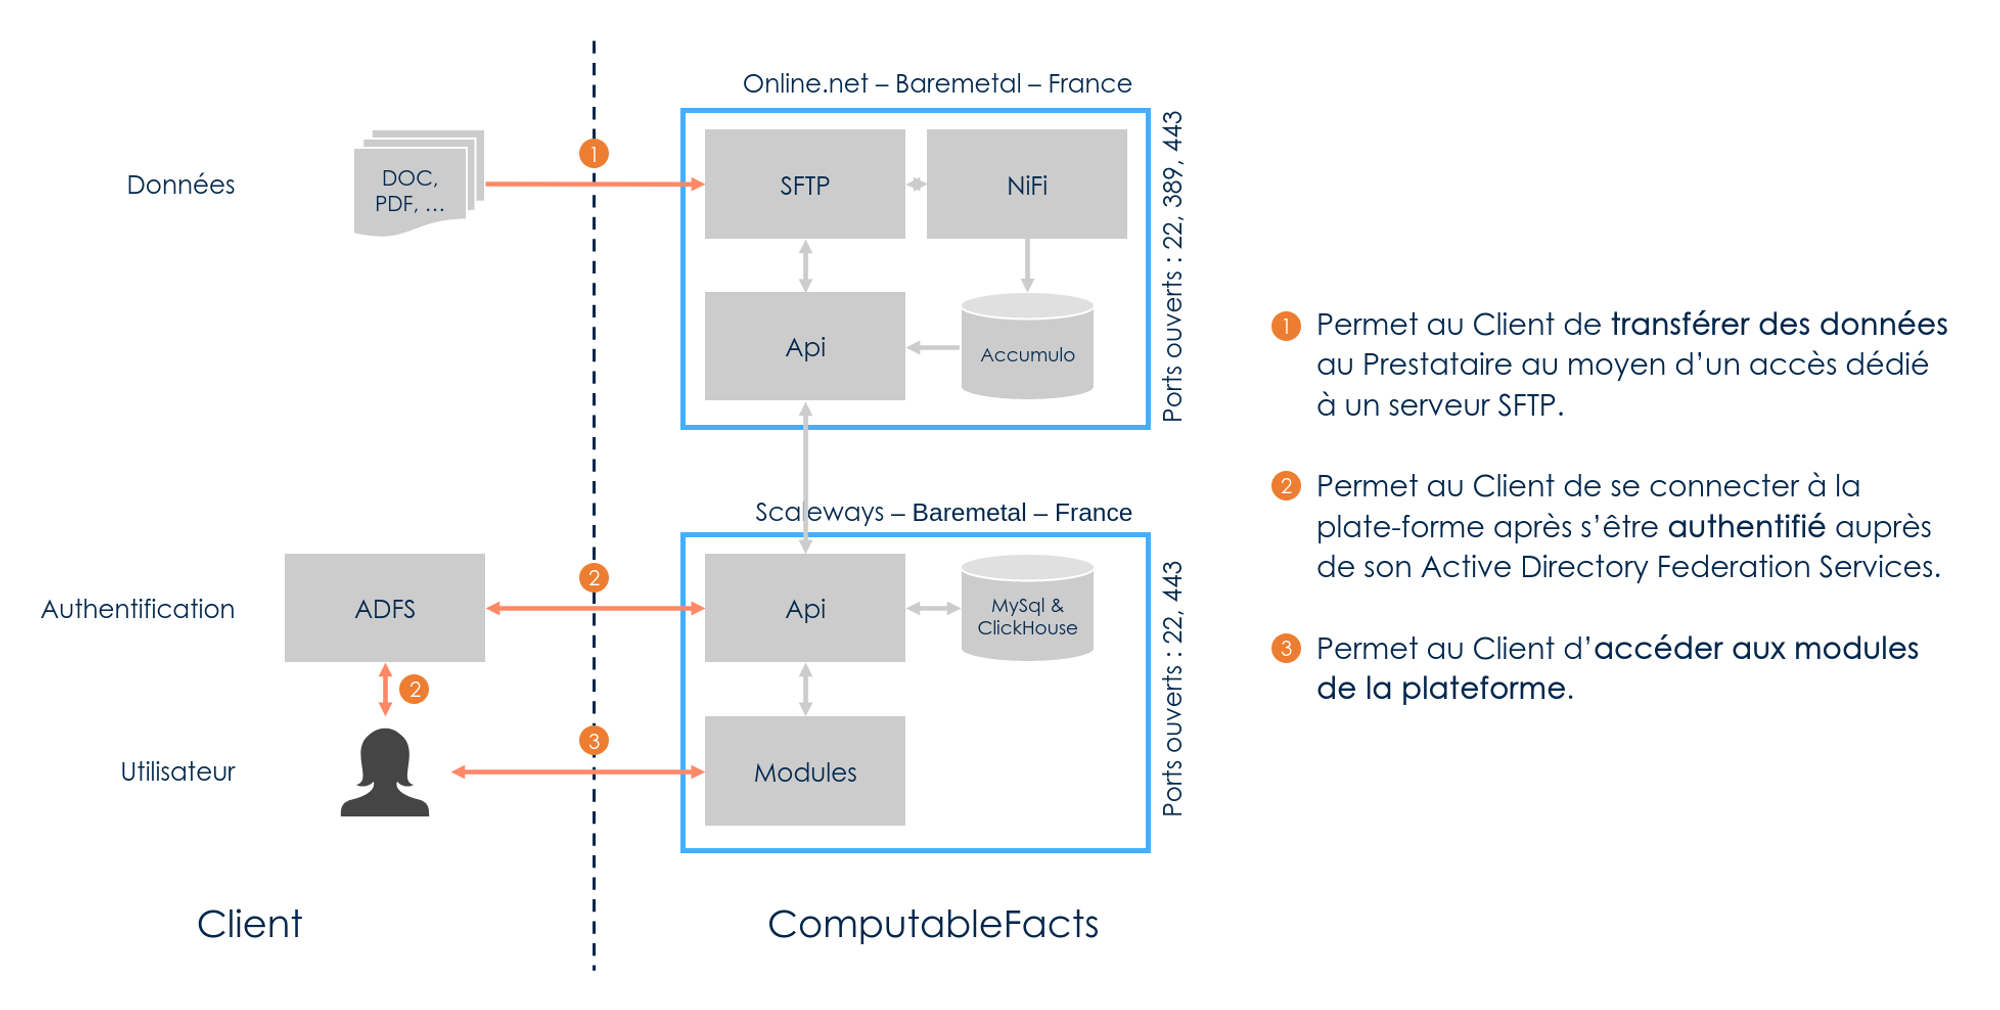 Online.net – Baremetal – France
Données
DOC,
PDF, ...
1
SFTP
NiFi
Api
Accumulo
Ports ouverts : 22, 389, 443
Scaleways – Baremetal – France
Authentification
ADFS
2
Api
MySql &
ClickHouse
2
Utilisateur
3
Modules
Ports ouverts : 22, 443
Client
ComputableFacts
1 Permet au Client de transférer des données
au Prestataire au moyen d’un accès dédié
à un serveur SFTP.
2 Permet au Client de se connecter à la
plate-forme après s’être authentifié auprès
de son Active Directory Federation Services.
3 Permet au Client d’accéder aux modules
de la plateforme.